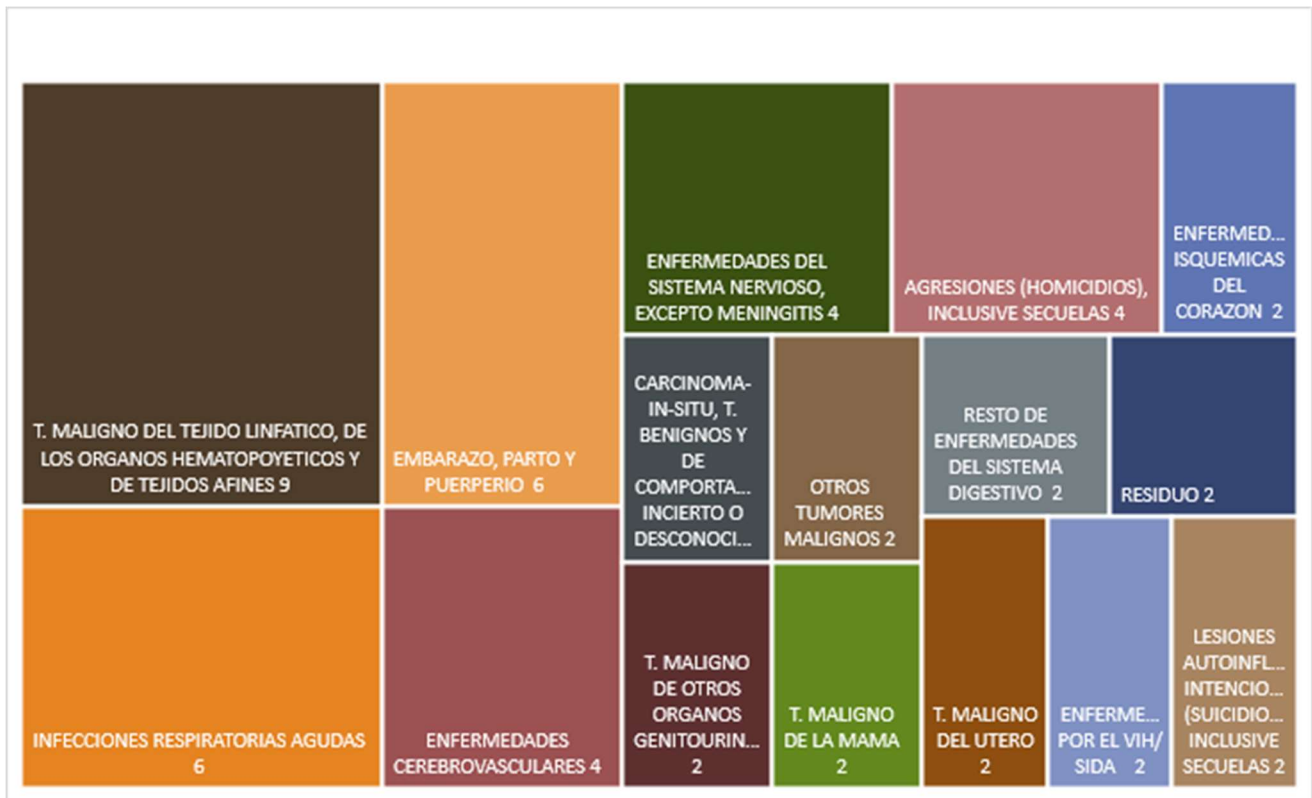 T. MALIGNO DEL TEJIDO LINFATICO, DE
LOS ORGANOS HEMATOPOYETICOS Y
DE TEJIDOS AFINES 9
EMBARAZO, PARTO Y
PUERPERIO 6
ENFERMEDADES DEL
SISTEMA NERVIOSO,
EXCEPTO MENINGITIS 4
AGRESIONES (HOMICIDIOS),
INCLUSIVE SECUELAS 4
ENFERMED...
ISQUEMICAS
DEL
CORAZON 2
CARCINOMA-
IN-SITU, T.
BENIGNOS Y
DE
COMPORTA...
INCIERTO O
DESCONOCI...
OTROS
TUMORES
MALIGNOS 2
RESTO DE
ENFERMEDADES
DEL SISTEMA
DIGESTIVO 2
RESIDUO 2
INFECCIONES RESPIRATORIAS AGUDAS
6
ENFERMEDADES
CEREBROVASCULARES 4
T. MALIGNO
DE OTROS
ORGANOS
GENITOURIN...
2
T. MALIGNO
DE LA MAMA
2
T. MALIGNO
DEL UTERO
2
ENFERME...
POR EL VIH/
SIDA 2
LESIONES
AUTOINFL...
INTENCIO...
(SUICIDIO...
INCLUSIVE
SECUELAS 2